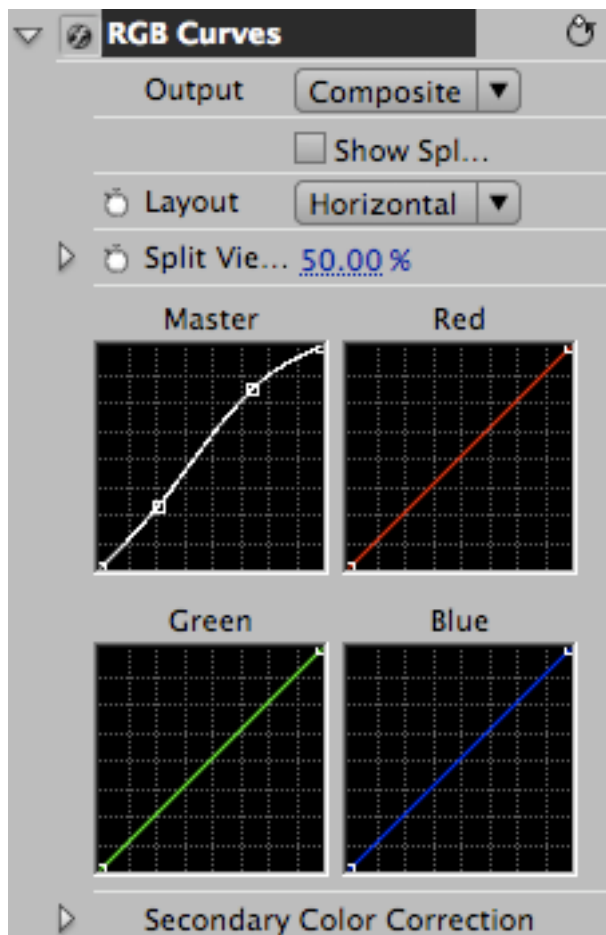 RGB Curves
Output Composite
Show Spl...
Layout Horizontal
Split Vie... 50.00 %
Master Red
Green Blue
Secondary Color Correction